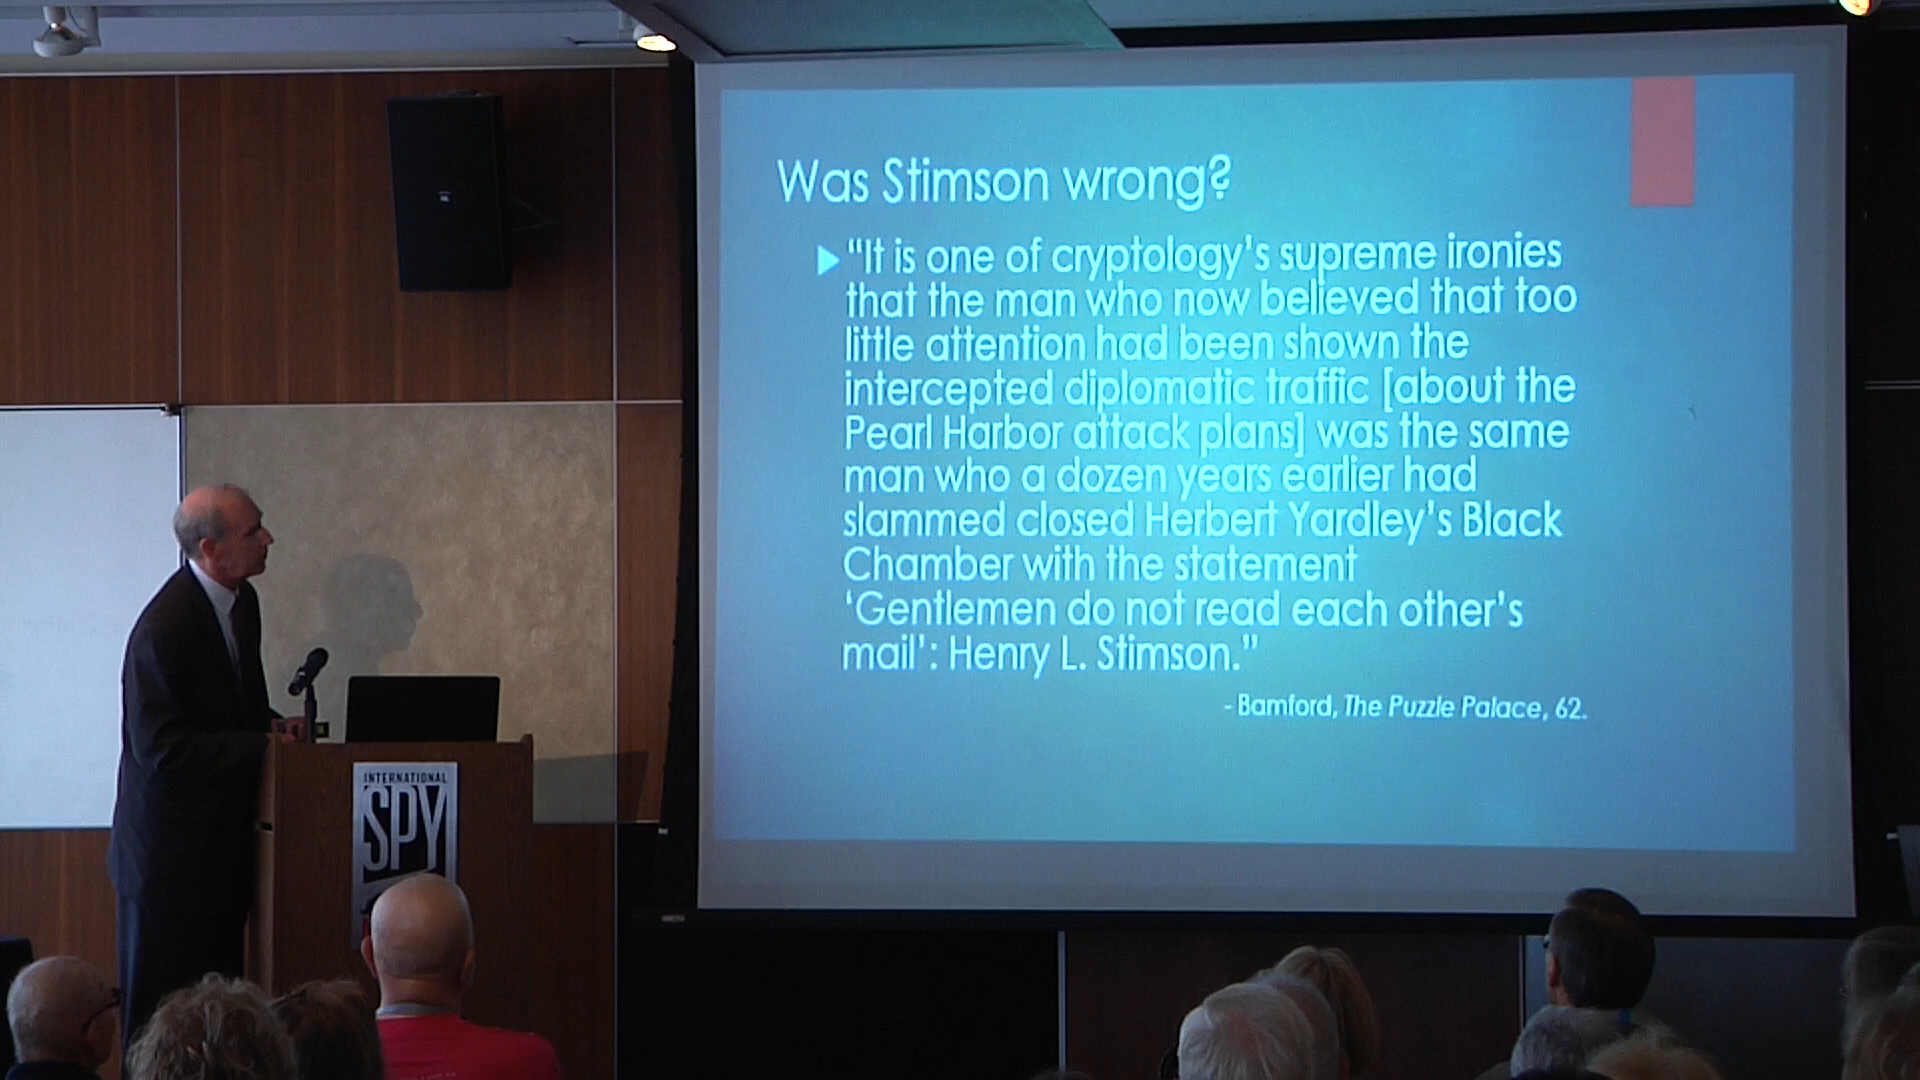 Was Stimson wrong?
“It is one of cryptology’s supreme ironies
that the man who now believed that too
little attention had been shown the
intercepted diplomatic traffic [about the
Pearl Harbor attack plans] was the same
man who a dozen years earlier had
slammed closed Herbert Yardley’s Black
Chamber with the statement
‘Gentlemen do not read each other’s
mail’: Henry L. Stimson.”
- Bamford, The Puzzle Palace, 62.
INTERNATIONAL
SPY